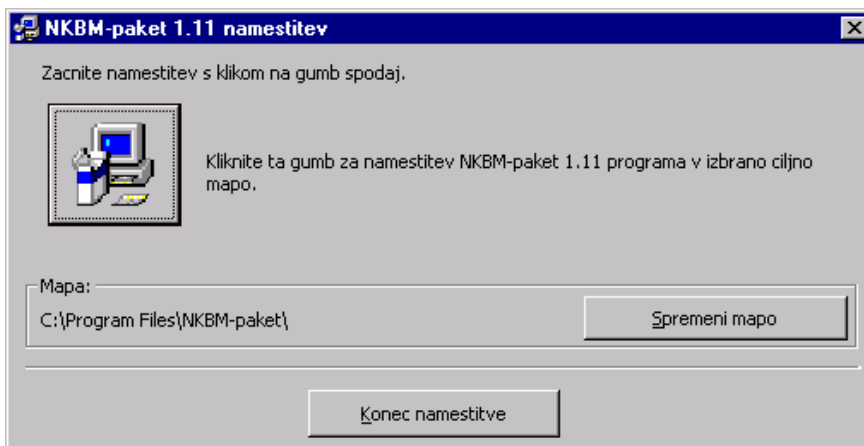 NKBM-paket 1.11 namestitev
Zacnite namestitev s klikom na gumb spodaj.
Kliknite ta gumb za namestitev NKBM-paket 1.11 programa v izbrano ciljno
mapo.
Mapa:
C:\Program Files\NKBM-paket\
Spremeni mapo
Konec namestitve